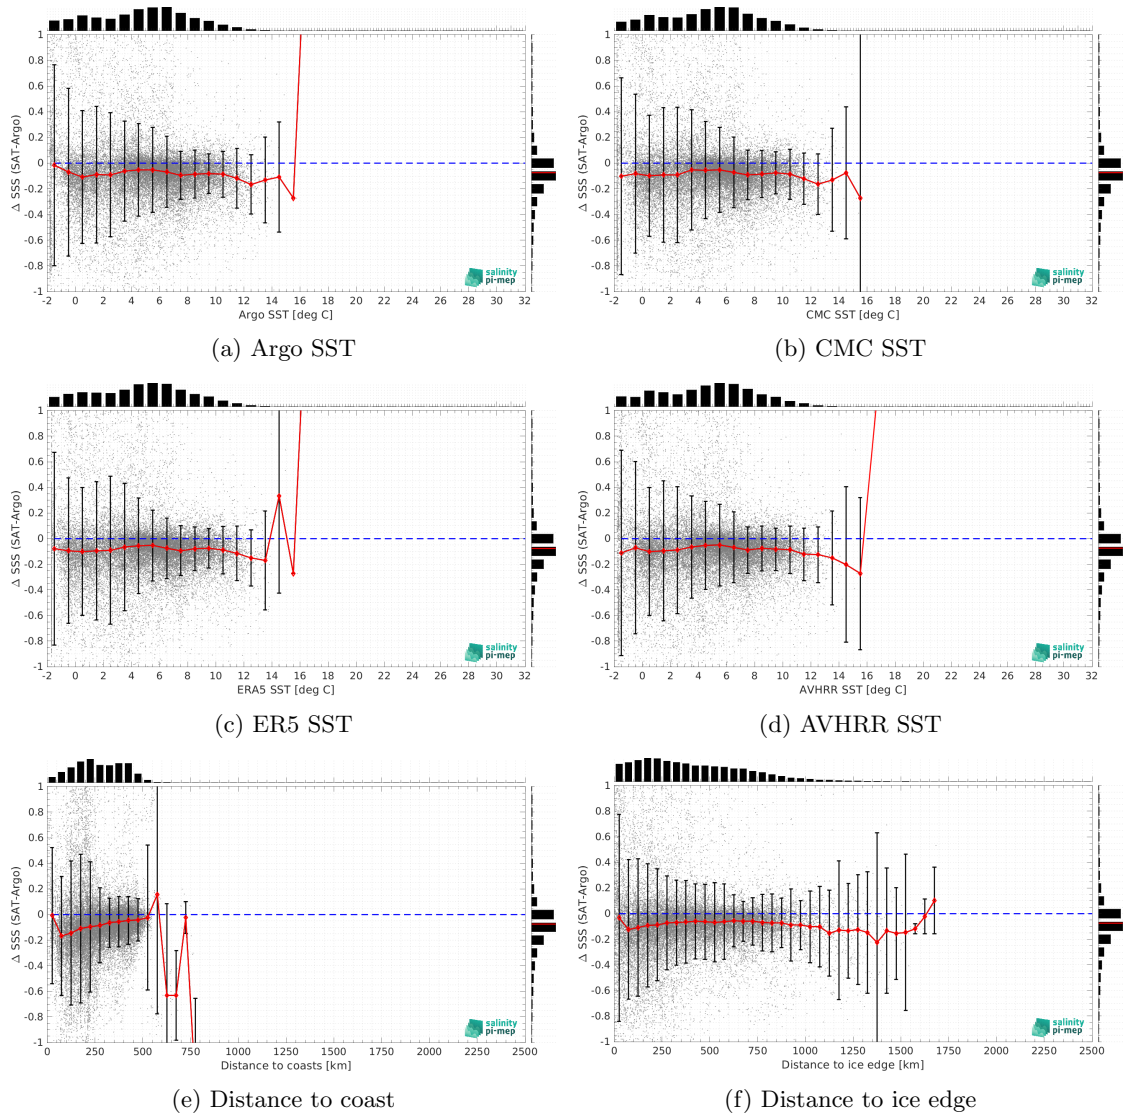 1
0.8
0.6
0.4
0.2
0
-0.2
-0.4
-0.6
-0.8
-1
Δ SSS (SAT-Argo)
salinity
pi-mep
-2 0 2 4 6 8 10 12 14 16 18 20 22 24 26 28 30 32
Argo SST [deg C]
(a) Argo SST
1
0.8
0.6
0.4
0.2
0
-0.2
-0.4
-0.6
-0.8
-1
Δ SSS (SAT-Argo)
salinity
pi-mep
-2 0 2 4 6 8 10 12 14 16 18 20 22 24 26 28 30 32
CMC SST [deg C]
(b) CMC SST
1
0.8
0.6
0.4
0.2
0
-0.2
-0.4
-0.6
-0.8
-1
Δ SSS (SAT-Argo)
salinity
pi-mep
-2 0 2 4 6 8 10 12 14 16 18 20 22 24 26 28 30 32
ERA5 SST [deg C]
(c) ER5 SST
1
0.8
0.6
0.4
0.2
0
-0.2
-0.4
-0.6
-0.8
-1
Δ SSS (SAT-Argo)
salinity
pi-mep
-2 0 2 4 6 8 10 12 14 16 18 20 22 24 26 28 30 32
AVHRR SST [deg C]
(d) AVHRR SST
1
0.8
0.6
0.4
0.2
0
-0.2
-0.4
-0.6
-0.8
-1
Δ SSS (SAT-Argo)
salinity
pi-mep
0 250 500 750 1000 1250 1500 1750 2000 2250 2500
Distance to coasts [km]
(e) Distance to coast
1
0.8
0.6
0.4
0.2
0
-0.2
-0.4
-0.6
-0.8
-1
Δ SSS (SAT-Argo)
salinity
pi-mep
0 250 500 750 1000 1250 1500 1750 2000 2250 2500
Distance to ice edge [km]
(f) Distance to ice edge